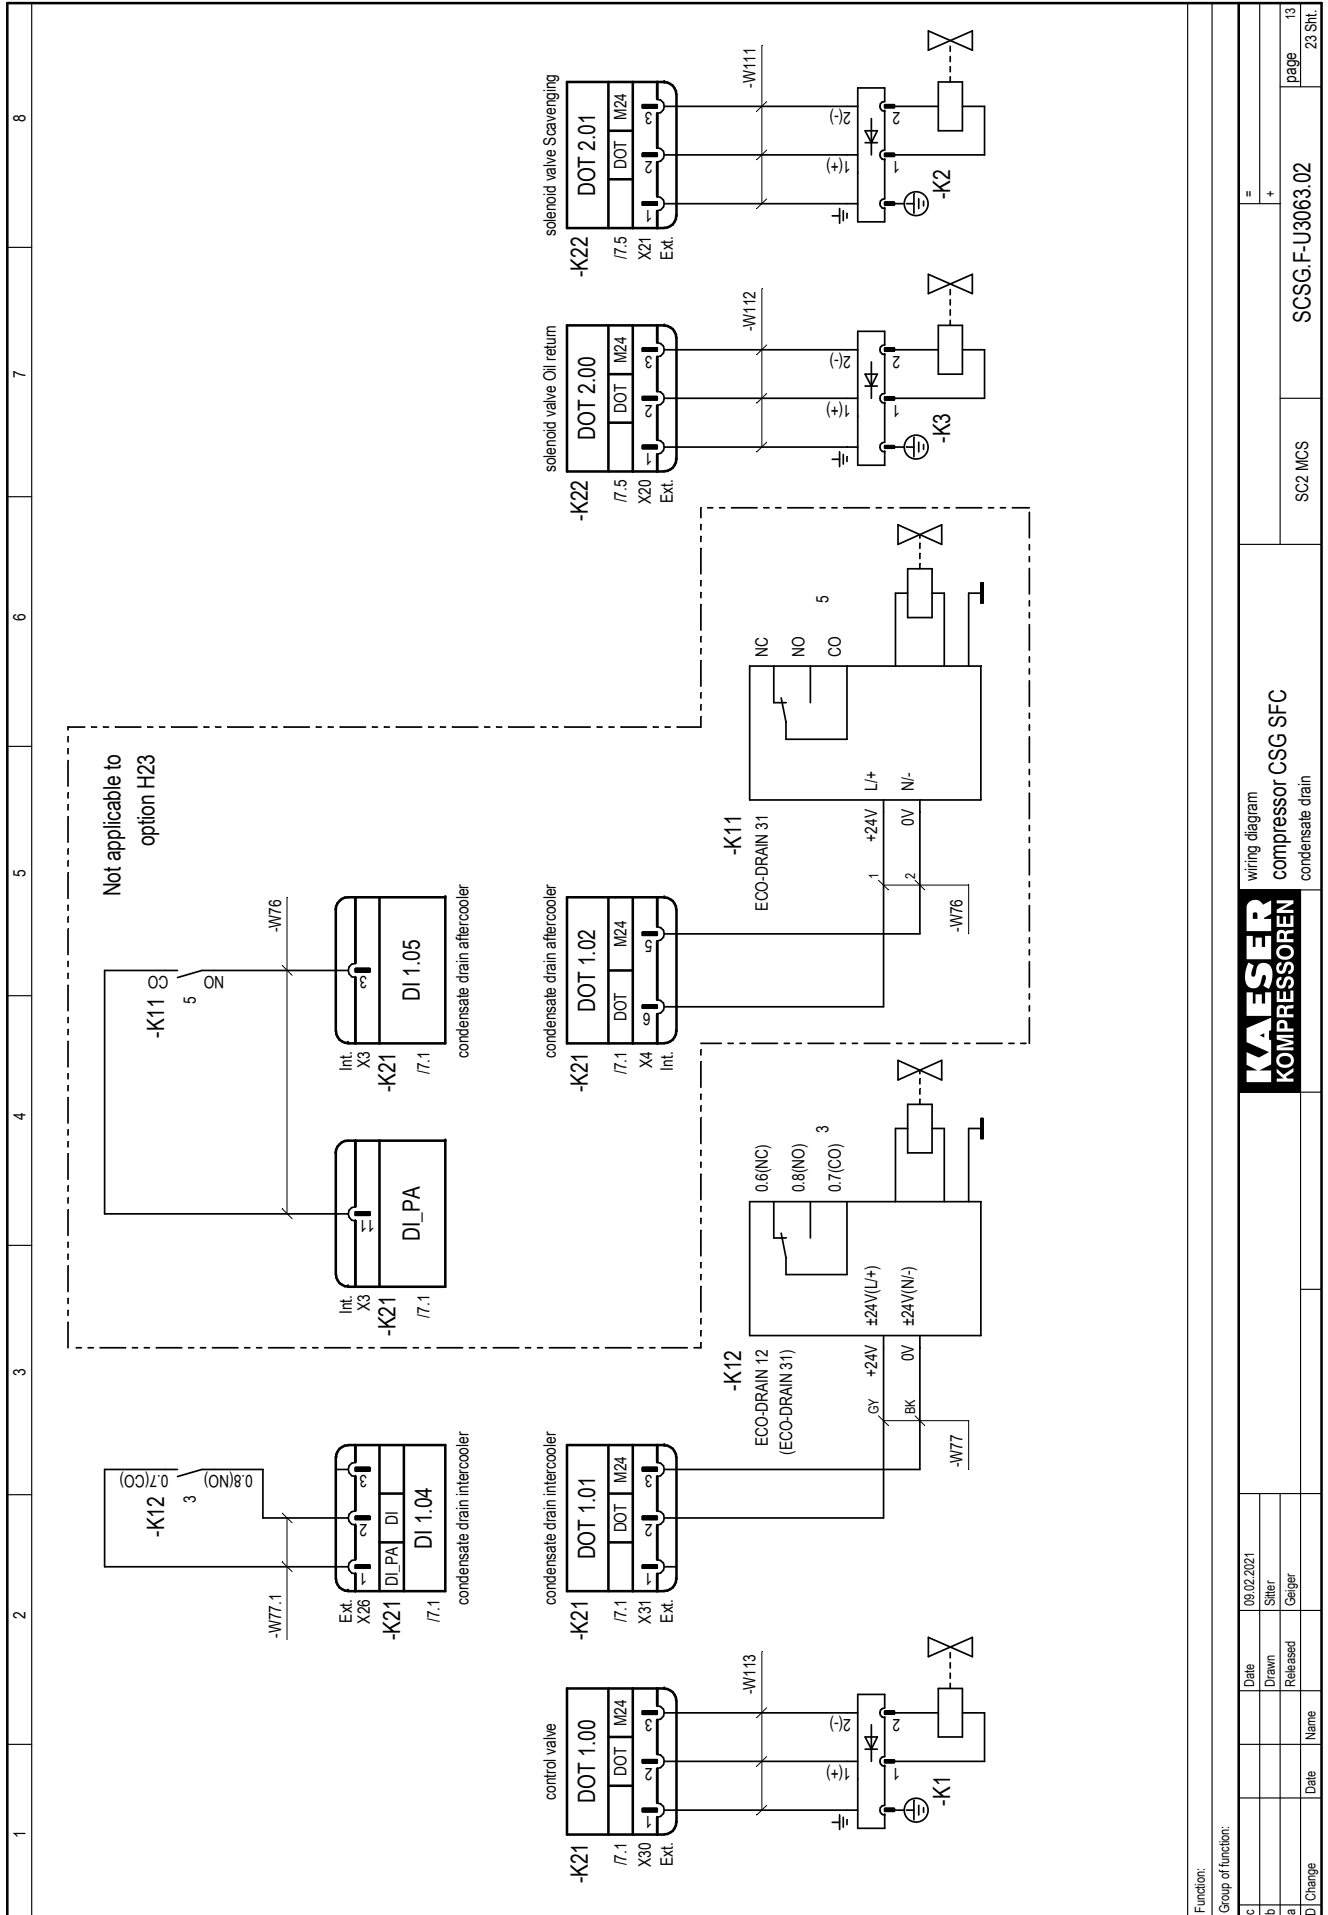 1 2 3 4 5 6 7 8
Not applicable to
option H23
-K12
3
0.7(CO)
0.8(NO)
-W77.1
Ext.
X26
-K21
/7.1
1 2 3
DI_PA DI
DI 1.04
condensate drain intercooler
Int.
X3
-K21
/7.1
11
DI_PA
-K11
5
CO
NO
-W76
Int.
X3
-K21
/7.1
3
DI 1.05
condensate drain aftercooler
control valve
-K21
/7.1
X30
Ext.
DOT 1.00
DOT M24
1 2 3
-W113
1(+) 2(-)
1 2
-K1
condensate drain intercooler
-K21
/7.1
X31
Ext.
DOT 1.01
DOT M24
1 2 3
-W77
GY BK
+24V 0V
-K12
ECO-DRAIN 12
(ECO-DRAIN 31)
±24V(L/+)
±24V(N/-)
0.6(NC)
0.8(NO)
0.7(CO)
3
condensate drain aftercooler
-K21
/7.1
X4
Int.
DOT 1.02
DOT M24
6 5
-W76
1 2
+24V 0V
-K11
ECO-DRAIN 31
L/+
N/-
NC
NO
CO
5
solenoid valve Oil return
-K22
/7.5
X20
Ext.
DOT 2.00
DOT M24
1 2 3
-W112
1(+) 2(-)
1 2
-K3
solenoid valve Scavenging
-K22
/7.5
X21
Ext.
DOT 2.01
DOT M24
1 2 3
-W111
1(+) 2(-)
1 2
-K2
Function:
Group of function:
c
b
a
D Change Date Name
Date 09.02.2021
Drawn Sitter
Released Geiger
KAESER
KOMPRESSOREN
wiring diagram
compressor CSG SFC
condensate drain
SC2 MCS
=
+
SCSG.F-U3063.02
page 13
23 Sht.